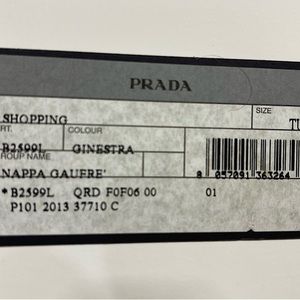 PRADA
SIZE
SHOPPING
RT. COLOUR
B2599L GINESTRA
ROUP NAME
NAPPA GAUFRE'
8 057091 363264
*B2599L QRD F0F06 00 01
P101 2013 37710 C